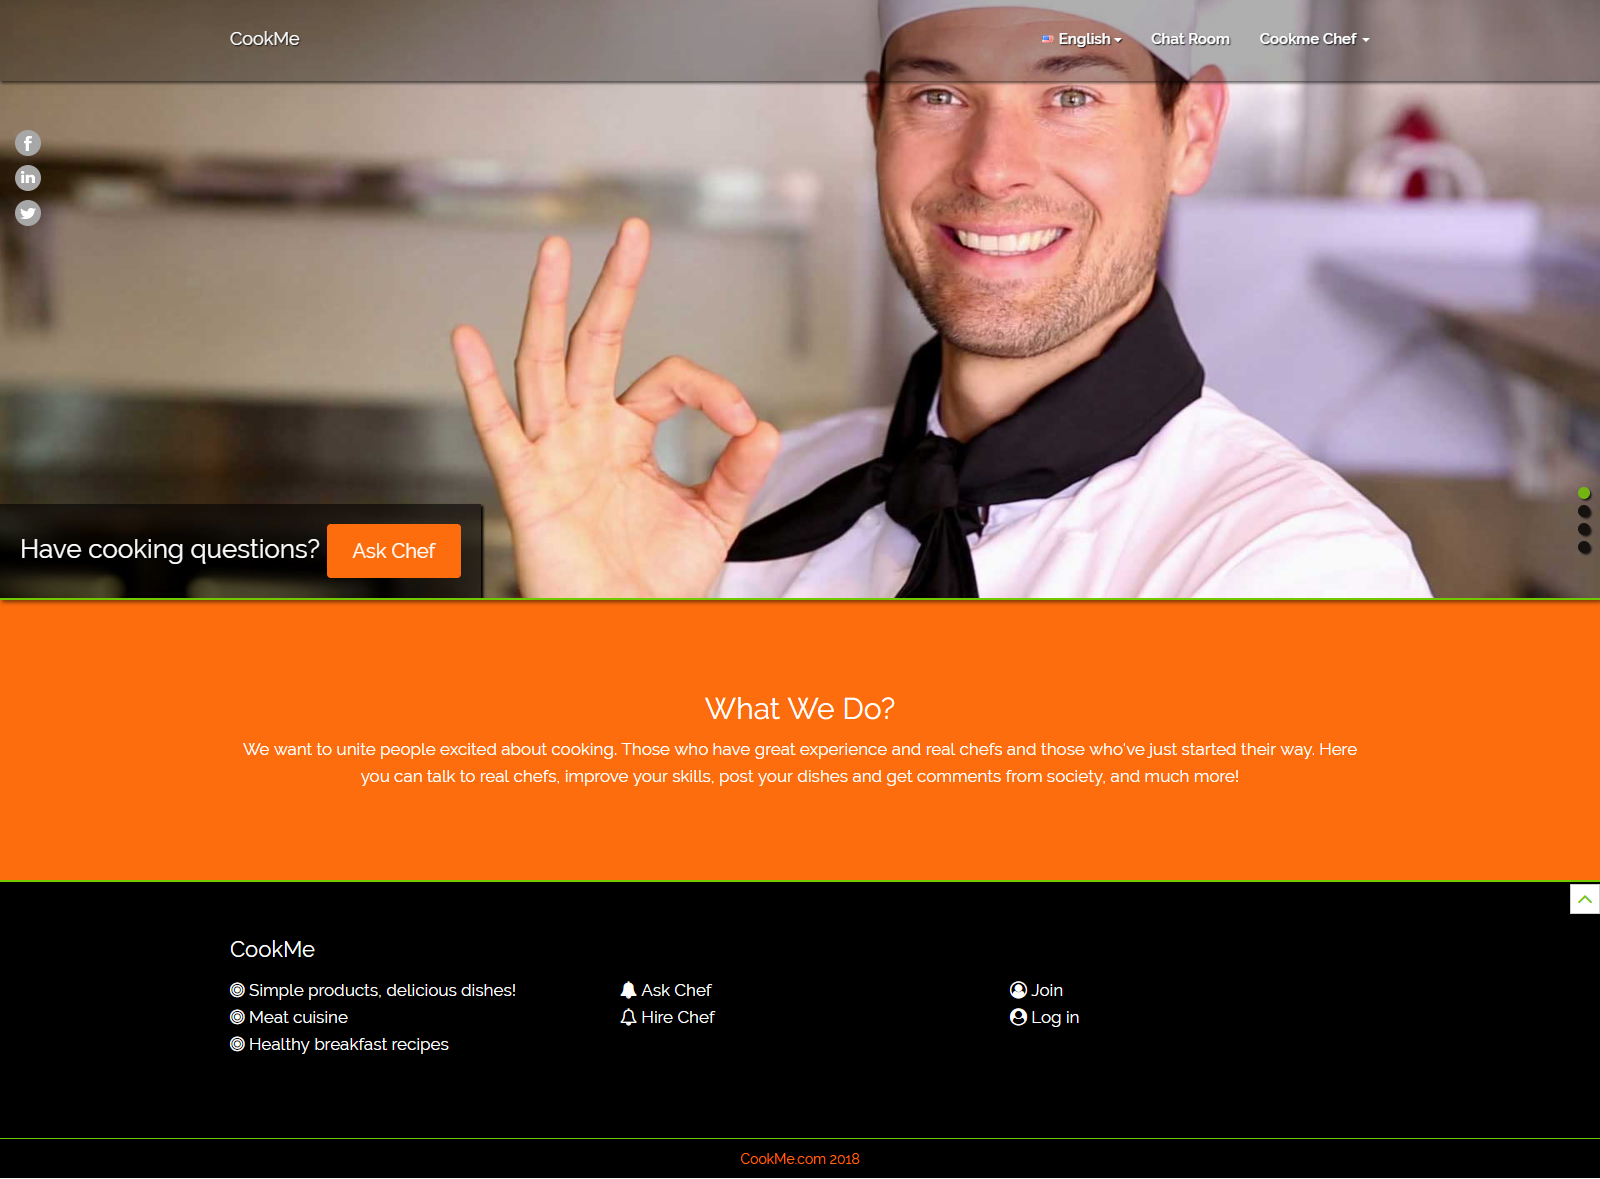 CookMe
English
Chat Room
Cookme Chef
Have cooking questions?
Ask Chef
What We Do?
We want to unite people excited about cooking. Those who have great experience and real chefs and those who've just started their way. Here
you can talk to real chefs, improve your skills, post your dishes and get comments from society, and much more!
CookMe
Simple products, delicious dishes!
Meat cuisine
Healthy breakfast recipes
Ask Chef
Hire Chef
Join
Log in
CookMe.com 2018